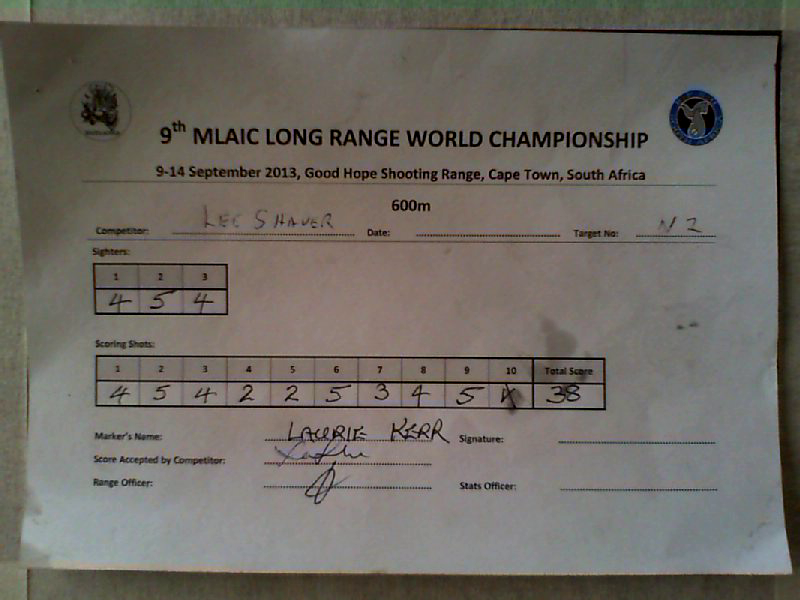 9th MLAIC LONG RANGE WORLD CHAMPIONSHIP
9-14 September 2013, Good Hope Shooting Range, Cape Town, South Africa
600m
Competitor: LEE SHAVER Date: Target No: N 2
Sighters:
1 2 3
4 5 4
Scoring Shots:
1 2 3 4 5 6 7 8 9 10 Total Score
4 5 4 2 2 5 3 4 5 4 38
Marker's Name: LAURIE KERR Signature:
Score Accepted by Competitor:
Range Officer: Stats Officer: